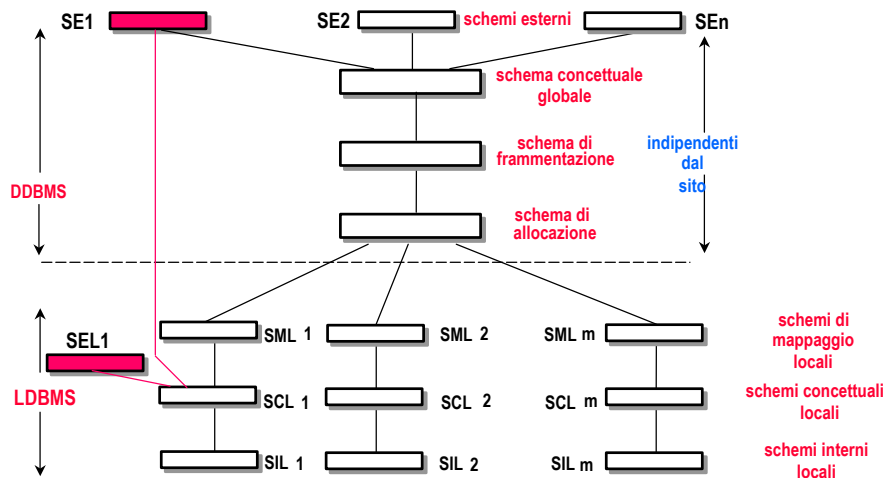 SE1
SE2
schemi esterni
SEn
schema concettuale
globale
schema di
frammentazione
indipendenti
dal
sito
DDBMS
schema di
allocazione
SEL1
SML 1
SML 2
SML m
schemi di
mappaggio
locali
LDBMS
SCL 1
SCL 2
SCL m
schemi concettuali
locali
SIL 1
SIL 2
SIL m
schemi interni
locali